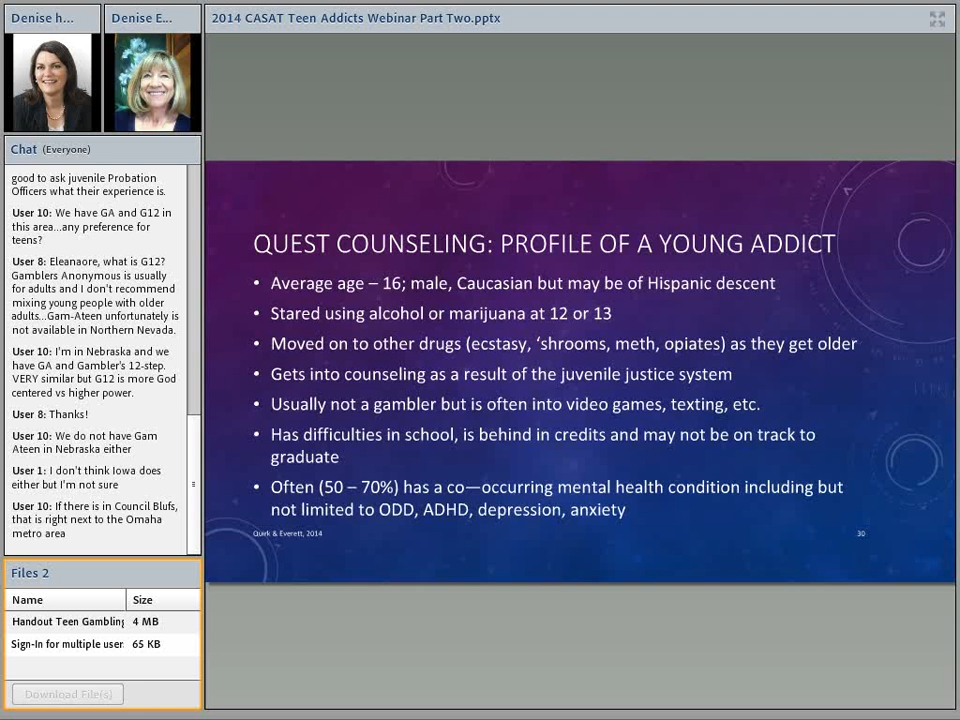 Denise h...
Denise E...
2014 CASAT Teen Addicts Webinar Part Two.pptx
Chat (Everyone)
good to ask juvenile Probation
Officers what their experience is.
User 10: We have GA and G12 in
this area...any preference for
teens?
User 8: Eleanaore, what is G12?
Gamblers Anonymous is usually
for adults and I don't recommend
mixing young people with older
adults...Gam-Ateen unfortunately is
not available in Northern Nevada.
User 10: I'm in Nebraska and we
have GA and Gambler's 12-step.
VERY similar but G12 is more God
centered vs higher power.
User 8: Thanks!
User 10: We do not have Gam
Ateen in Nebraska either
User 1: I don't think Iowa does
either but I'm not sure
User 10: If there is in Council Blufs,
that is right next to the Omaha
metro area
Files 2
Name Size
Handout Teen Gambling 4 MB
Sign-In for multiple user 65 KB
Download File(s)
QUEST COUNSELING: PROFILE OF A YOUNG ADDICT
• Average age – 16; male, Caucasian but may be of Hispanic descent
• Stared using alcohol or marijuana at 12 or 13
• Moved on to other drugs (ecstasy, ‘shrooms, meth, opiates) as they get older
• Gets into counseling as a result of the juvenile justice system
• Usually not a gambler but is often into video games, texting, etc.
• Has difficulties in school, is behind in credits and may not be on track to
graduate
• Often (50 – 70%) has a co—occurring mental health condition including but
not limited to ODD, ADHD, depression, anxiety
Quirk & Everett, 2014
30